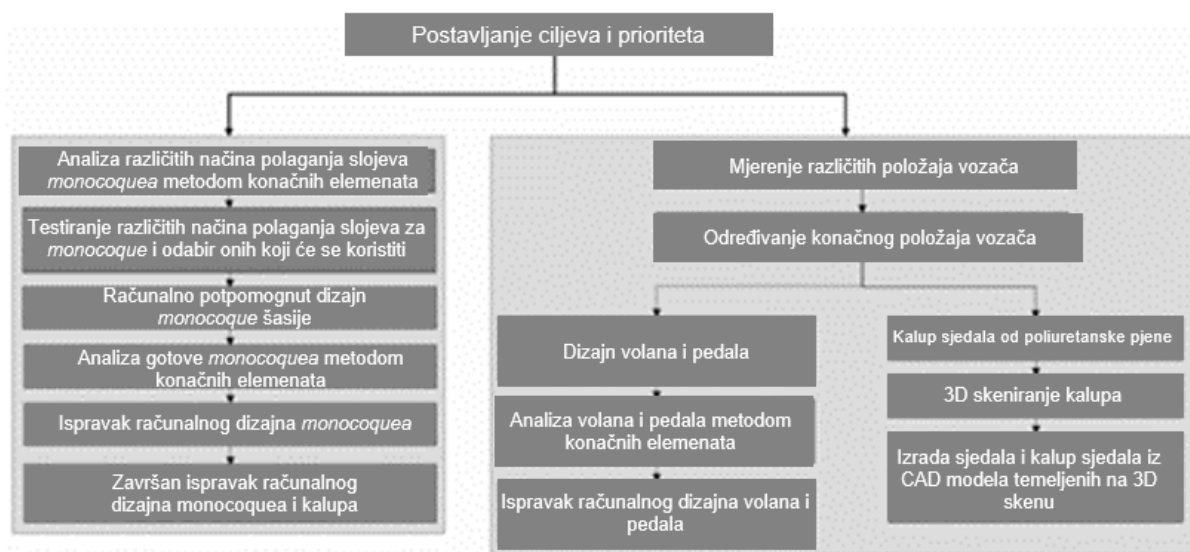 Postavljanje ciljeva i prioriteta
Analiza različitih načina polaganja slojeva
monocoquea metodom konačnih elemenata
Testiranje različitih načina polaganja slojeva za
monocoque i odabir onih koji će se koristiti
Računalno potpomognut dizajn
monocoque šasije
Analiza gotove monocoquea metodom
konačnih elemenata
Ispravak računalnog dizajna monocoquea
Završan ispravak računalnog
dizajna monocoquea i kalupa
Mjerenje različitih položaja vozača
Određivanje konačnog položaja vozača
Dizajn volana i pedala
Analiza volana i pedala metodom
konačnih elemenata
Ispravak računalnog dizajna volana i
pedala
Kalup sjedala od poliuretanske pjene
3D skeniranje kalupa
Izrada sjedala i kalup sjedala iz
CAD modela temeljenih na 3D
skenu